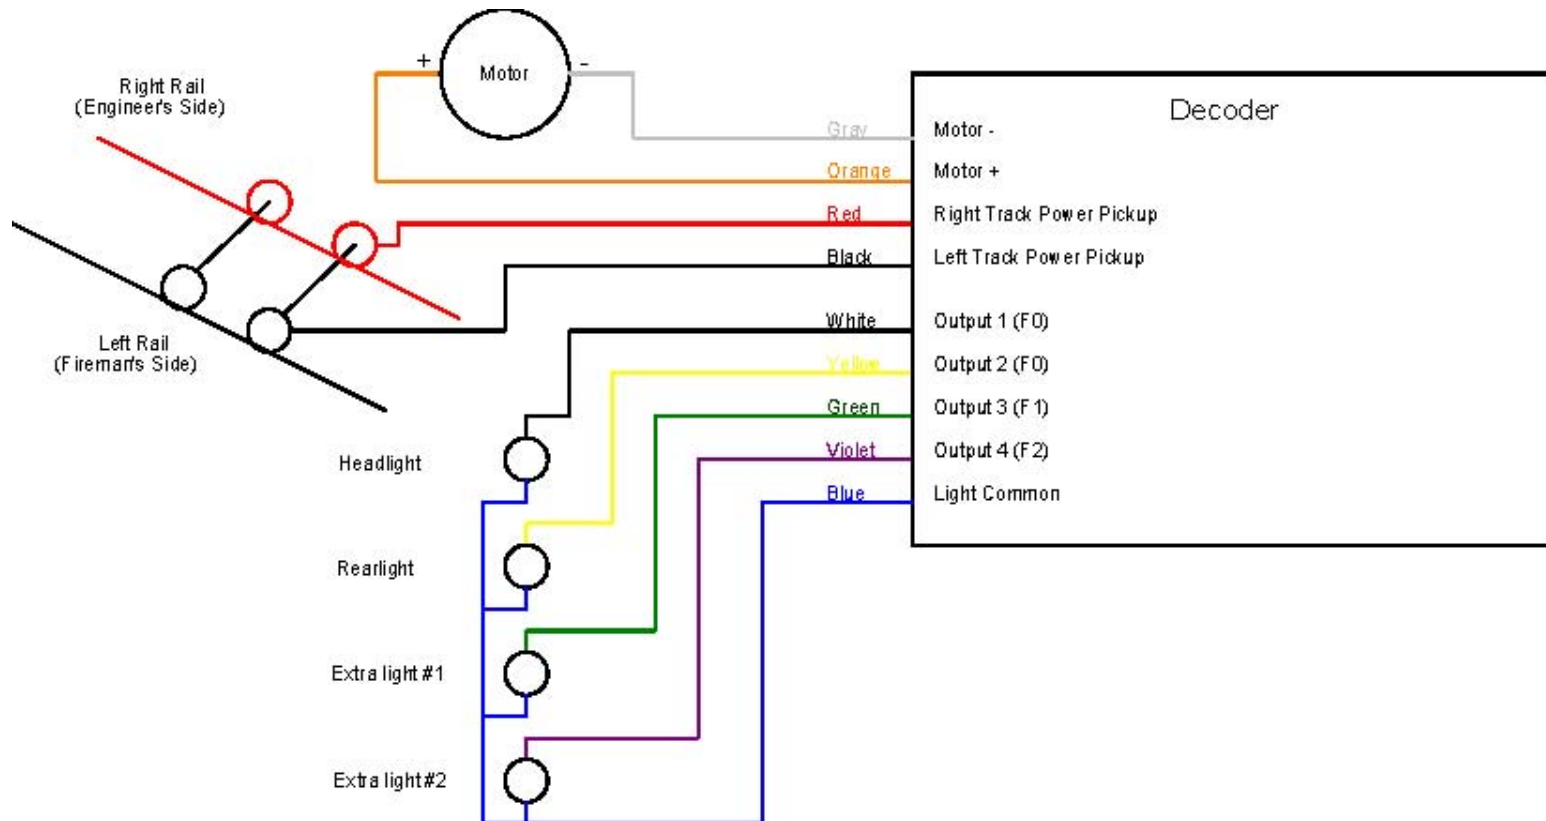 +
Motor
-
Right Rail
(Engineer's Side)
Decoder
Gray
Motor -
Orange
Motor +
Red
Right Track Power Pickup
Black
Left Track Power Pickup
White
Output 1 (F0)
Left Rail
(Fireman's Side)
Yellow
Output 2 (F0)
Green
Output 3 (F1)
Violet
Output 4 (F2)
Headlight
Blue
Light Common
Rearlight
Extra light #1
Extra light #2